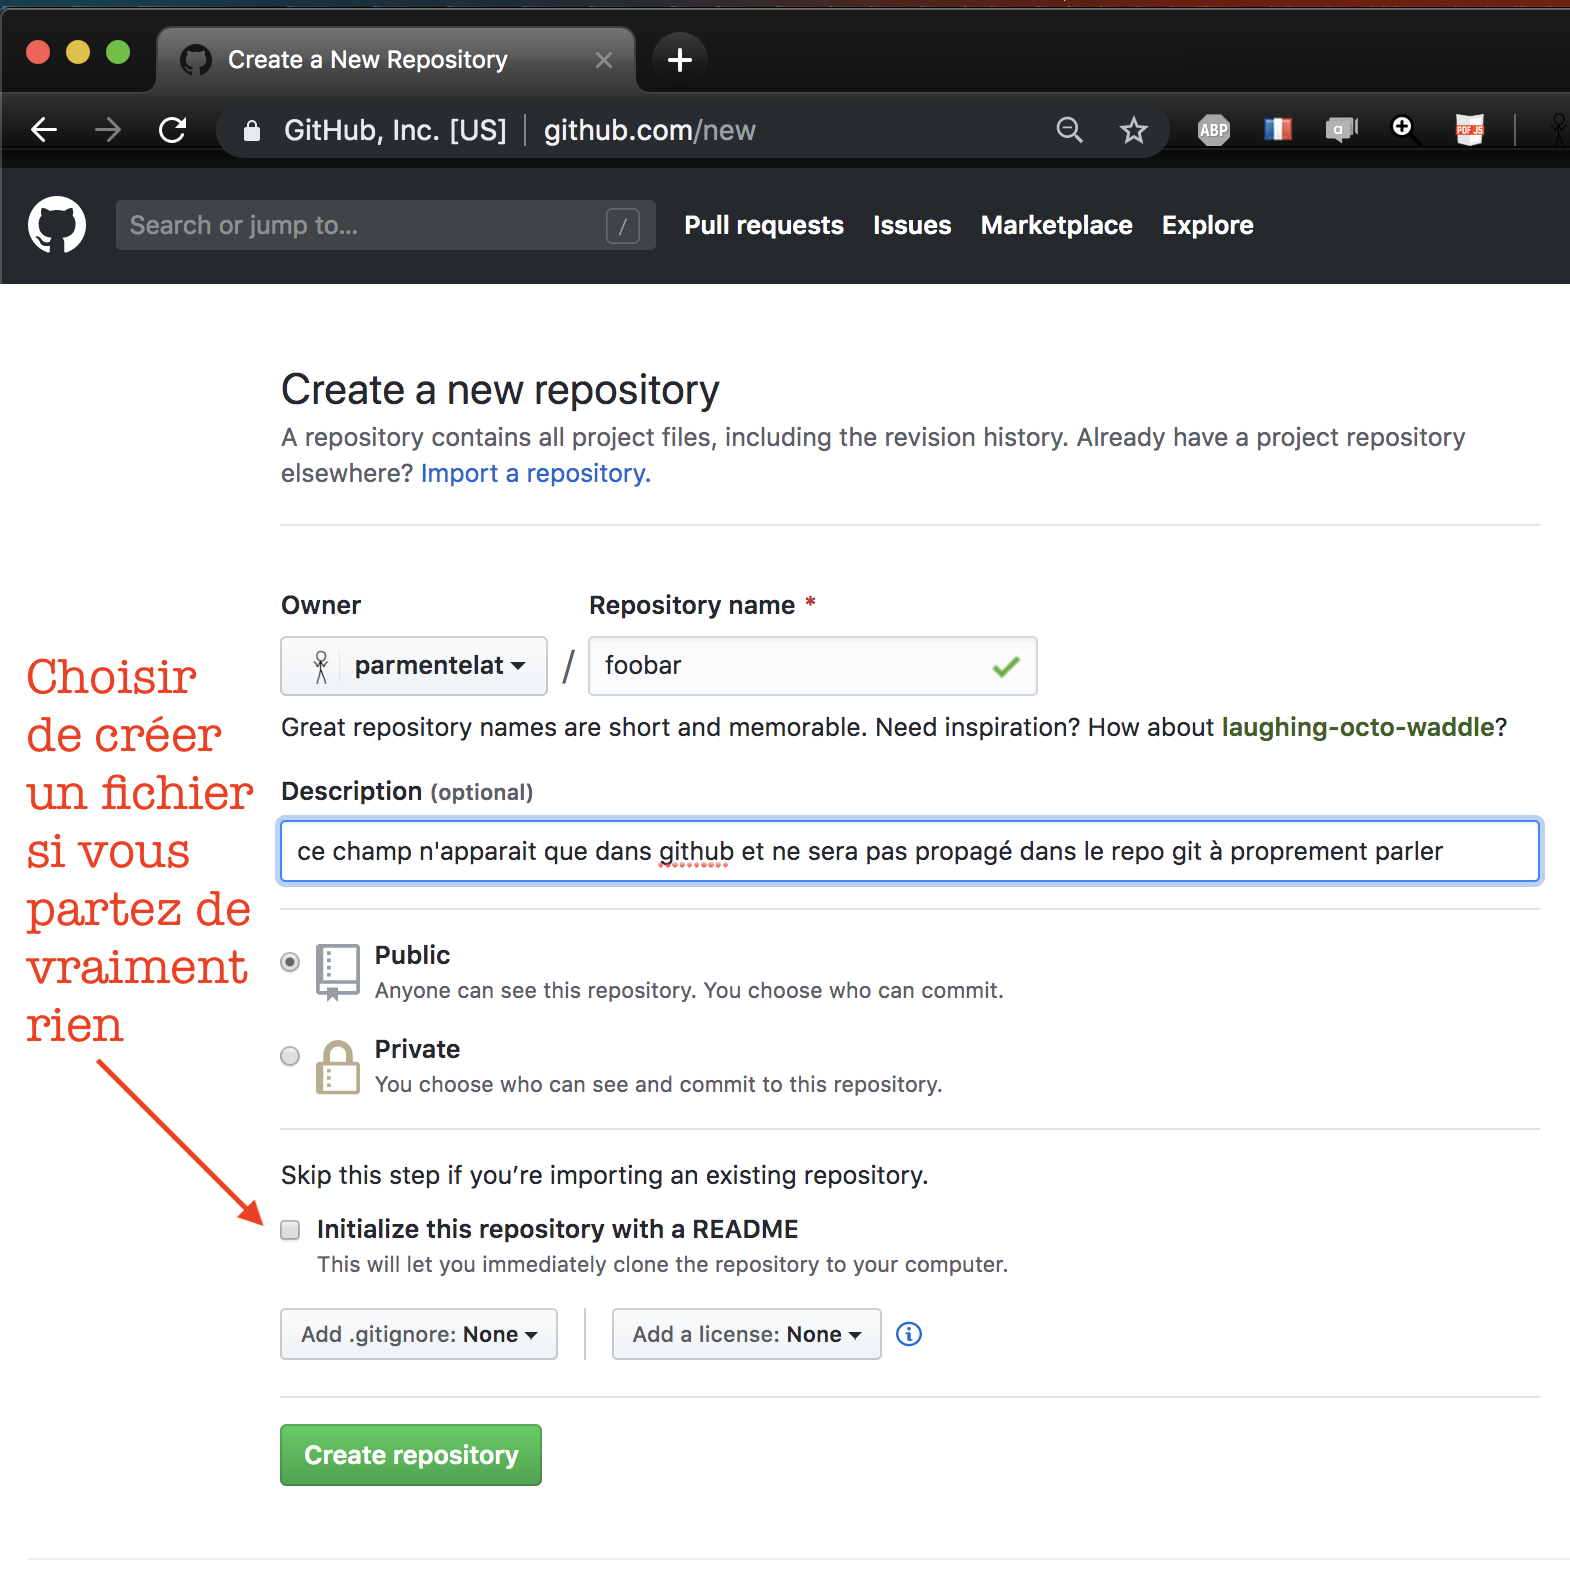 Create a New Repository
GitHub, Inc. [US] github.com/new
ABP
a
PDF JS
Search or jump to... /
Pull requests Issues Marketplace Explore
Create a new repository
A repository contains all project files, including the revision history. Already have a project repository
elsewhere? Import a repository.
Owner Repository name *
parmentelat / foobar
Great repository names are short and memorable. Need inspiration? How about laughing-octo-waddle?
Description (optional)
ce champ n'apparait que dans github et ne sera pas propagé dans le repo git à proprement parler
Choisir
de créer
un fichier
si vous
partez de
vraiment
rien
Public
Anyone can see this repository. You choose who can commit.
Private
You choose who can see and commit to this repository.
Skip this step if you’re importing an existing repository.
Initialize this repository with a README
This will let you immediately clone the repository to your computer.
Add .gitignore: None Add a license: None
Create repository